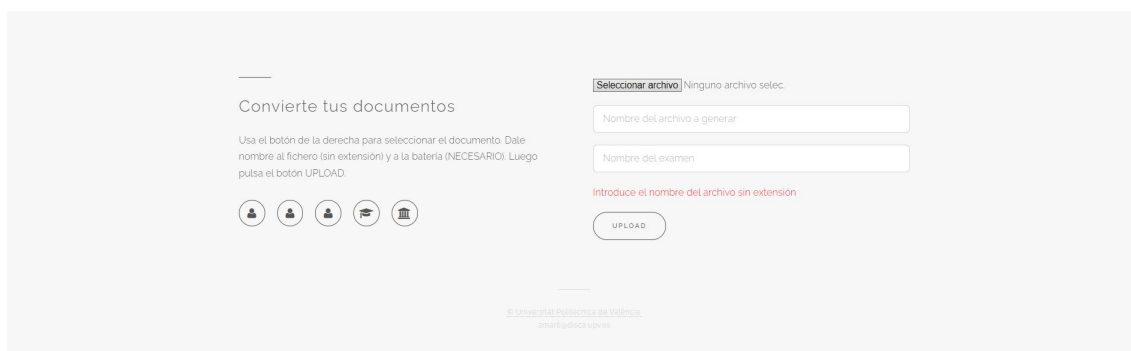 Convierte tus documentos
Usa el botón de la derecha para seleccionar el documento. Dale
nombre al fichero (sin extensión) y a la batería (NECESARIO). Luego
pulsa el botón UPLOAD.
Seleccionar archivo Ninguno archivo selec.
Nombre del archivo a generar
Nombre del examen
Introduce el nombre del archivo sin extensión
UPLOAD
© Universitat Politècnica de València.